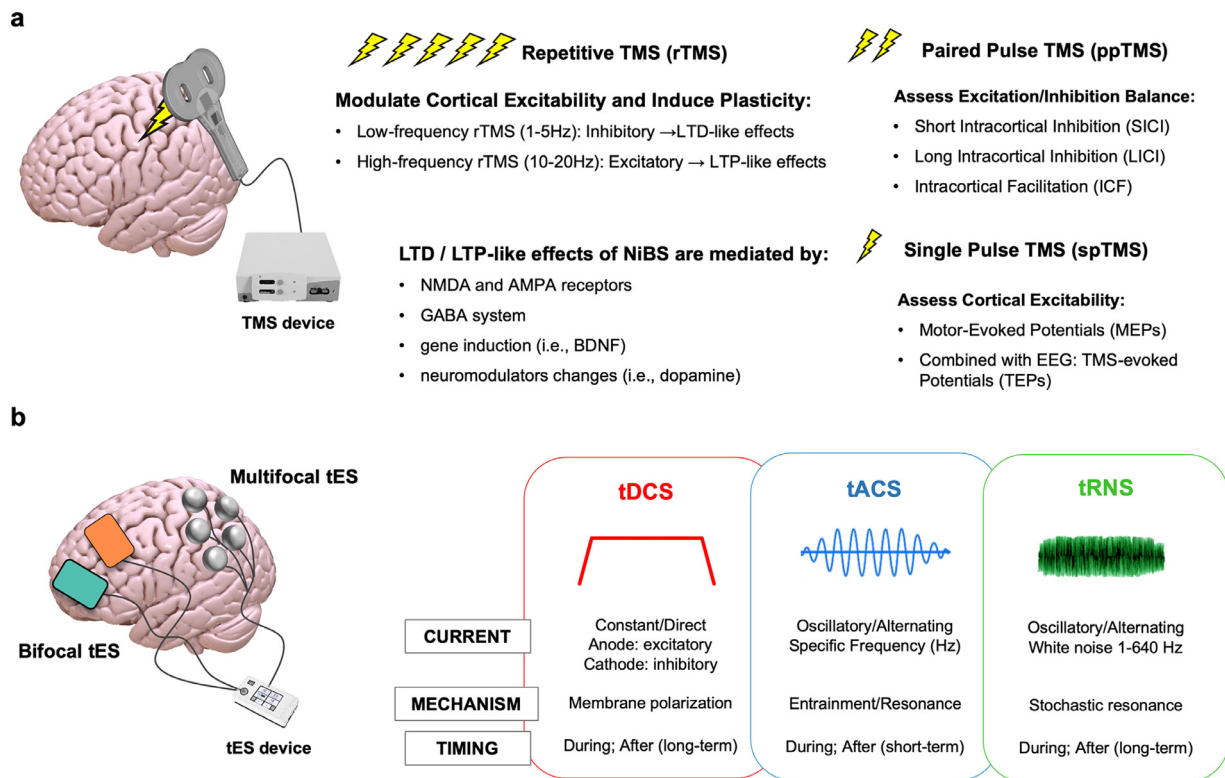 a
Repetitive TMS (rTMS)
Modulate Cortical Excitability and Induce Plasticity:
• Low-frequency rTMS (1-5Hz): Inhibitory →LTD-like effects
• High-frequency rTMS (10-20Hz): Excitatory → LTP-like effects
LTD / LTP-like effects of NiBS are mediated by:
• NMDA and AMPA receptors
• GABA system
• gene induction (i.e., BDNF)
• neuromodulators changes (i.e., dopamine)
TMS device
Paired Pulse TMS (ppTMS)
Assess Excitation/Inhibition Balance:
• Short Intracortical Inhibition (SICI)
• Long Intracortical Inhibition (LICI)
• Intracortical Facilitation (ICF)
Single Pulse TMS (spTMS)
Assess Cortical Excitability:
• Motor-Evoked Potentials (MEPs)
• Combined with EEG: TMS-evoked
Potentials (TEPs)
b
Multifocal tES
Bifocal tES
tES device
tDCS
tACS
tRNS
CURRENT
Constant/Direct
Anode: excitatory
Cathode: inhibitory
Oscillatory/Alternating
Specific Frequency (Hz)
Oscillatory/Alternating
White noise 1-640 Hz
MECHANISM
Membrane polarization
Entrainment/Resonance
Stochastic resonance
TIMING
During; After (long-term)
During; After (short-term)
During; After (long-term)